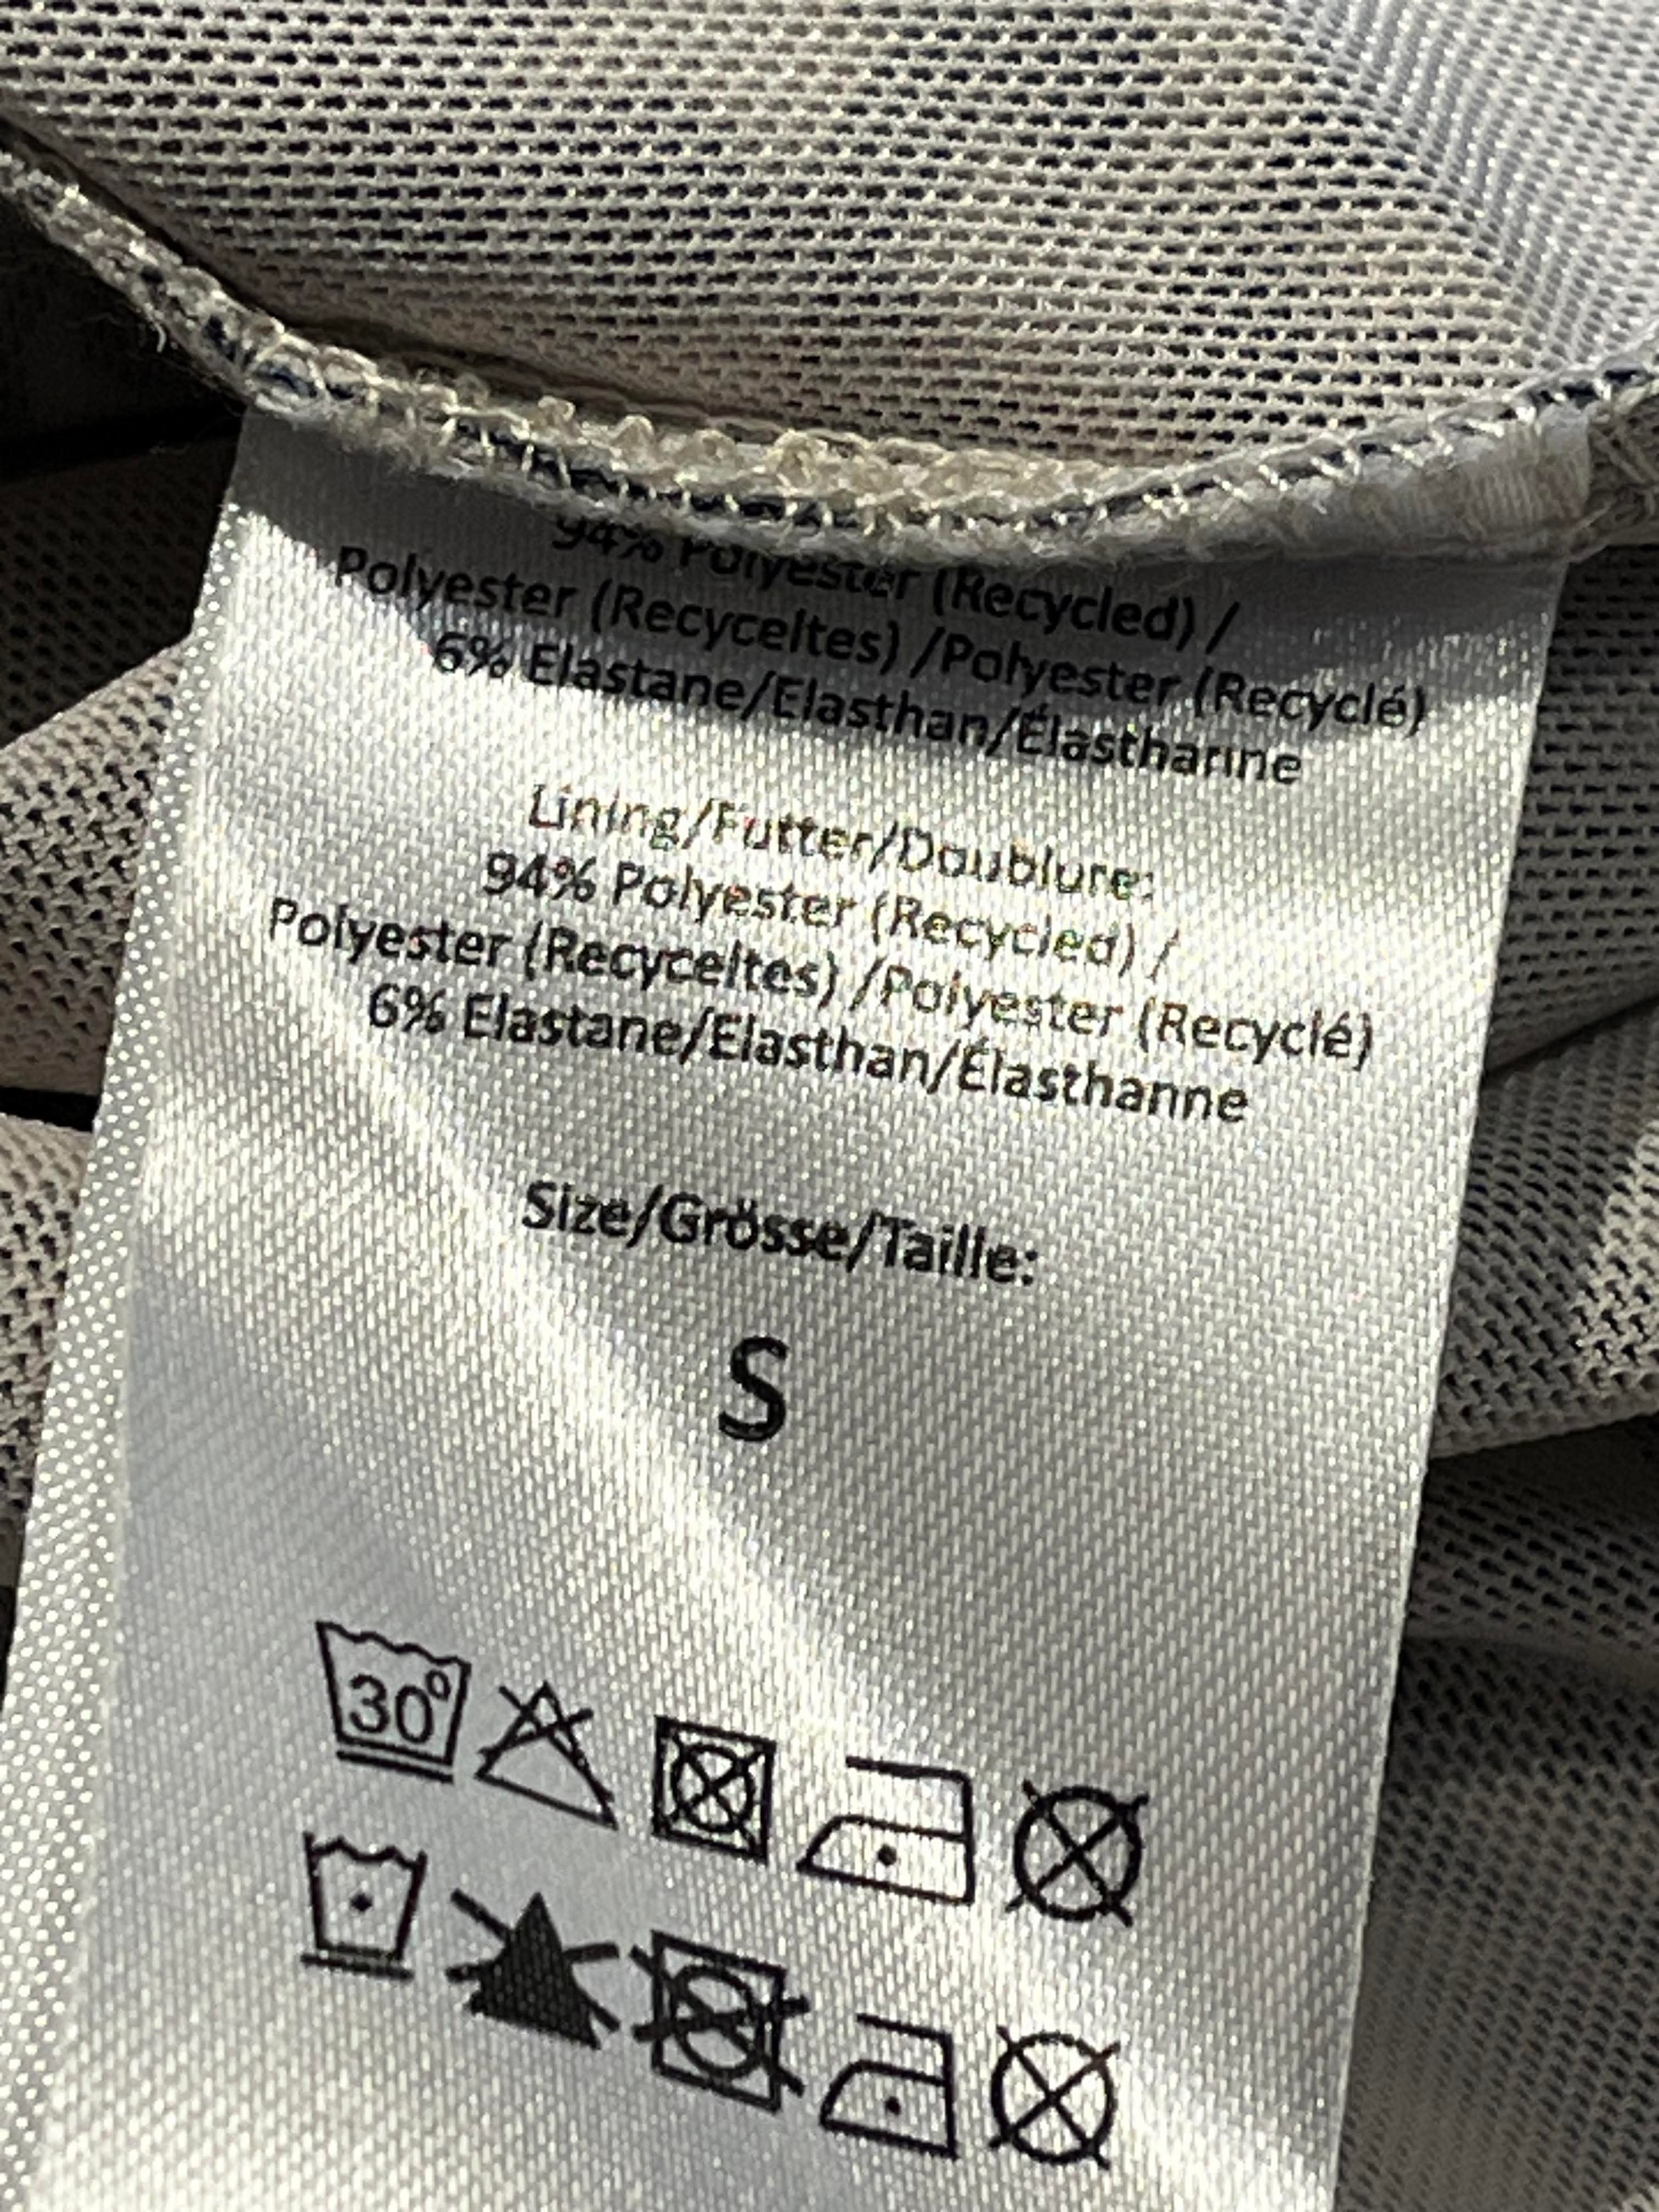 94% Polyester (Recycled) /
Polyester (Recyceltes) /Polyester (Recyclé)
6% Elastane/Elasthan/Élasthanne
Lining/Futter/Doublure:
94% Polyester (Recycled) /
Polyester (Recyceltes) /Polyester (Recyclé)
6% Elastane/Elasthan/Élasthanne
Size/Grösse/Taille:
S
30°